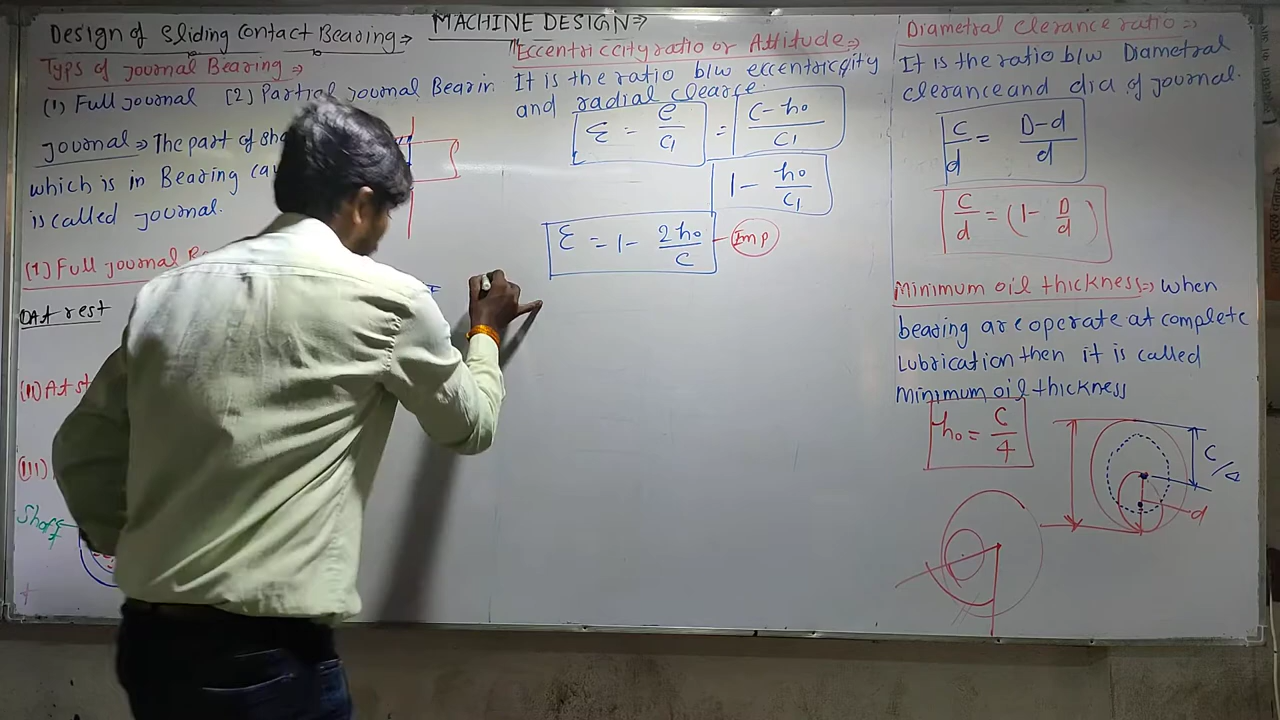 MACHINE DESIGN⇒
Design of Sliding Contact Bearing⇒
Typs of Journal Bearing ⇒
(1) Full Journal [2] Partial Journal Bearin
Journal ⇒ The part of sha
which is in Bearing
is called journal.
(1) Full Journal
(I) At rest
(II) At st
(III)
"Eccentriccity ratio or Attitude⇒
It is the ratio b/w eccentricity
and radial clearce.
ε = e/c₁ = c-h₀/c₁
1 - h₀/c₁
ε = 1 - 2h₀/c - Imp
Diametral Clerance ratio ⇒
It is the ratio b/w Diametral
clerance and dia of journal.
c/d = D-d/d
c/d = (1 - D/d)
Minimum oil thickness⇒ when
bearing are operate at complete
Lubrication then it is called
Minimum oil thickness
h₀ = C/4
C/2
d